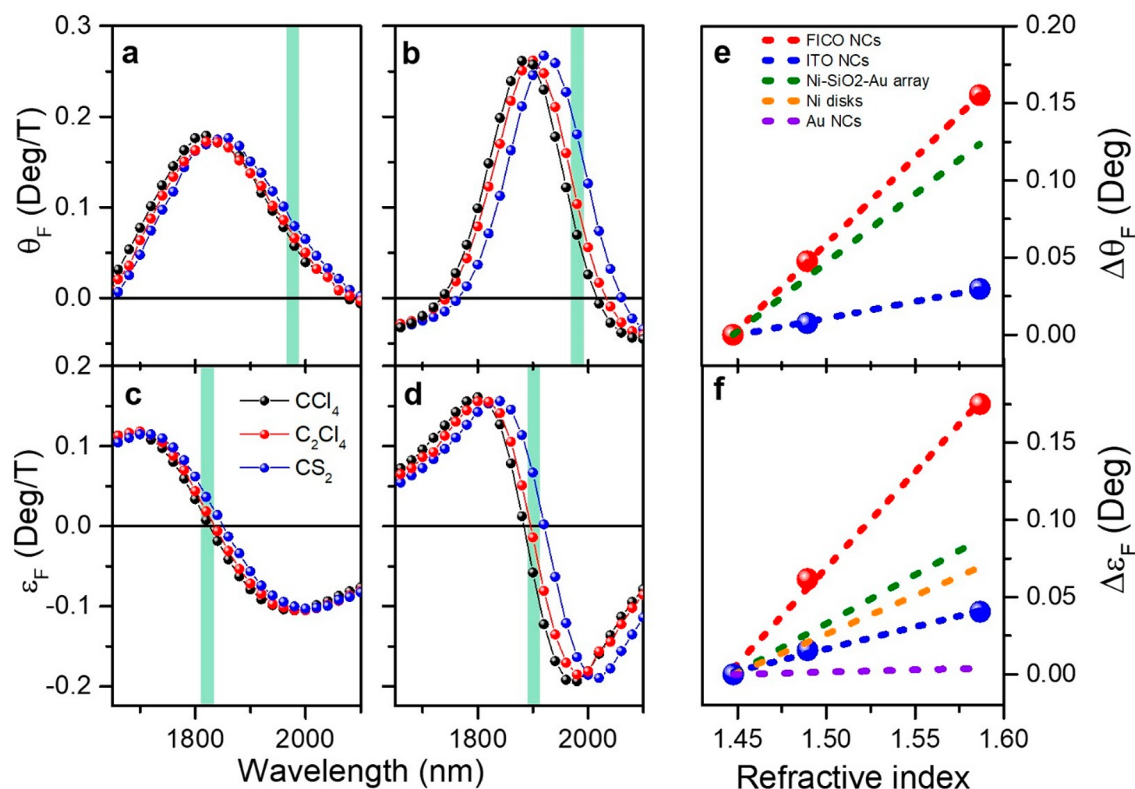 a
b
e
0.3
0.2
0.1
0.0
θF (Deg/T)
FICO NCs
ITO NCs
Ni-SiO2-Au array
Ni disks
Au NCs
0.20
0.15
0.10
0.05
0.00
ΔθF (Deg)
c
d
f
0.2
0.1
0.0
-0.1
-0.2
εF (Deg/T)
CCl4
C2Cl4
CS2
0.15
0.10
0.05
0.00
ΔεF (Deg)
1800 2000 1800 2000
1.45 1.50 1.55 1.60
Wavelength (nm)
Refractive index